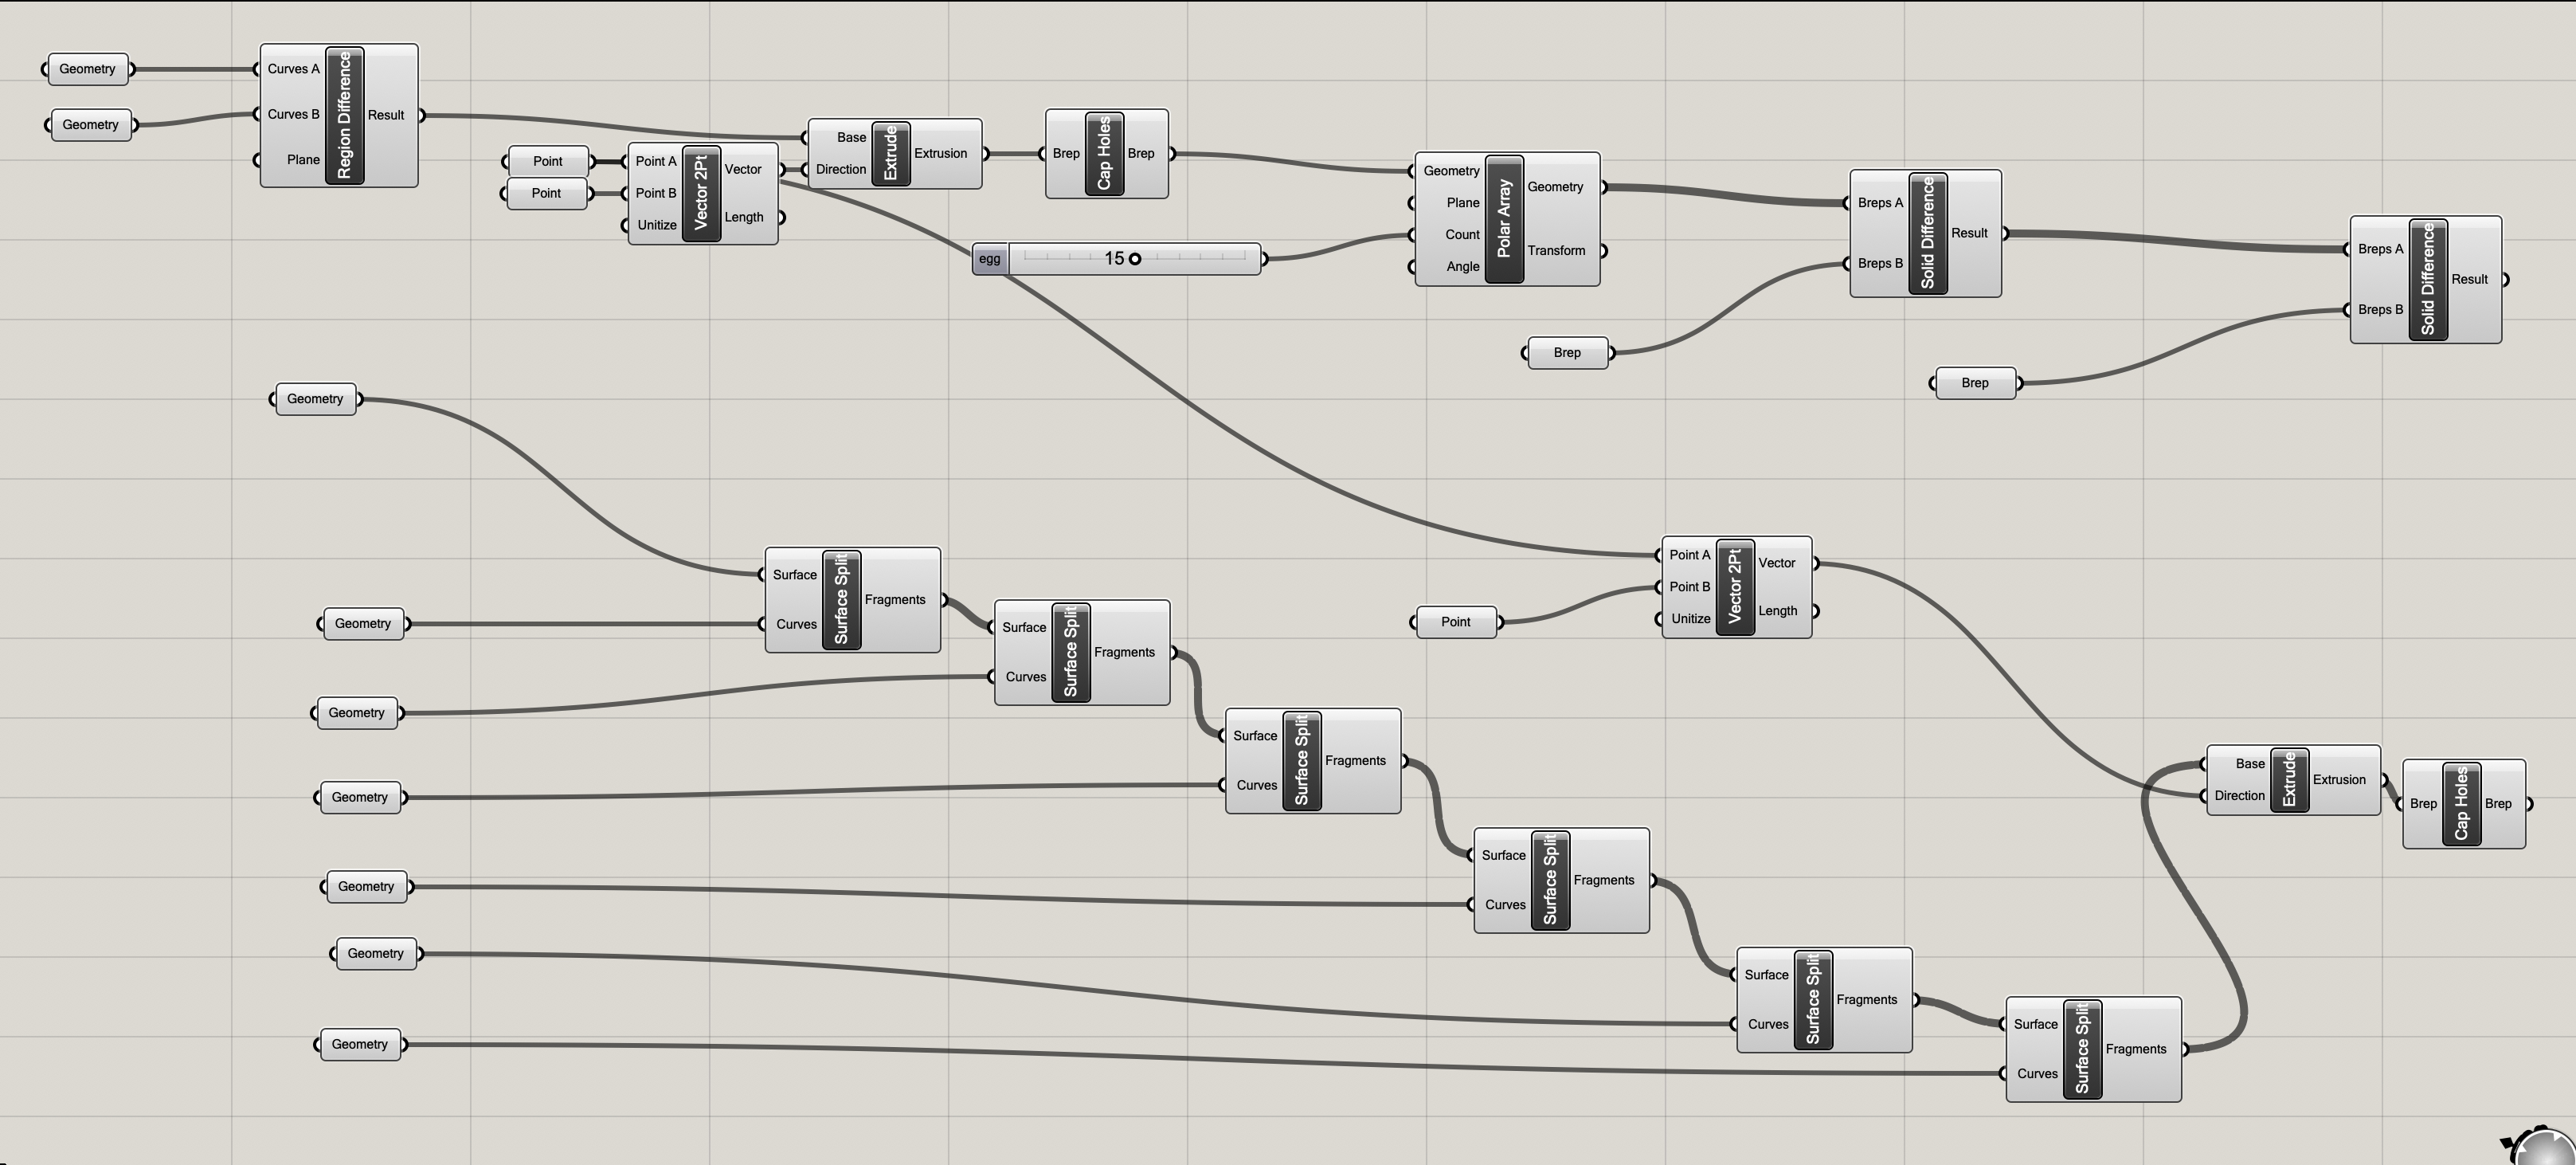 Geometry
Geometry
Curves A
Curves B
Plane
Region Difference
Result
Point
Point
Point A
Point B
Unitize
Vector 2Pt
Vector
Length
Base
Direction
Extrude
Extrusion
Brep
Cap Holes
Brep
egg
15
Geometry
Plane
Count
Angle
Polar Array
Geometry
Transform
Brep
Breps A
Breps B
Solid Difference
Result
Brep
Breps A
Breps B
Solid Difference
Result
Geometry
Geometry
Surface
Curves
Surface Split
Fragments
Geometry
Surface
Curves
Surface Split
Fragments
Geometry
Surface
Curves
Surface Split
Fragments
Geometry
Surface
Curves
Surface Split
Fragments
Geometry
Surface
Curves
Surface Split
Fragments
Geometry
Surface
Curves
Surface Split
Fragments
Point
Point A
Point B
Unitize
Vector 2Pt
Vector
Length
Base
Direction
Extrude
Extrusion
Brep
Cap Holes
Brep